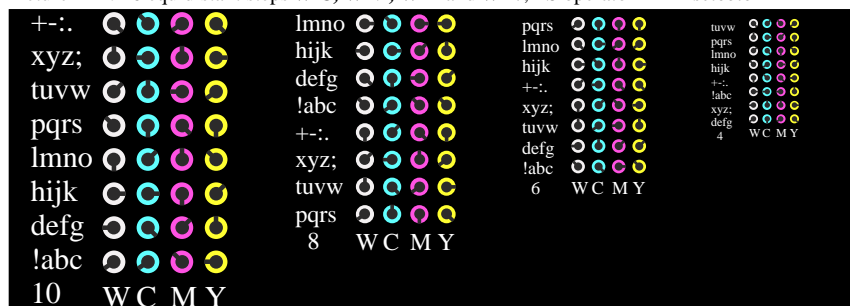 +-:.
xyz;
tuvw
pqrs
lmno
hijk
defg
!abc
10 W C M Y
lmno
hijk
defg
!abc
+-:.
xyz;
tuvw
pqrs
8 W C M Y
pqrs
lmno
hijk
+-:.
xyz;
tuvw
defg
!abc
6 W C M Y
tuvw
pqrs
lmno
hijk
+-:.
!abc
xyz;
defg
4 W C M Y